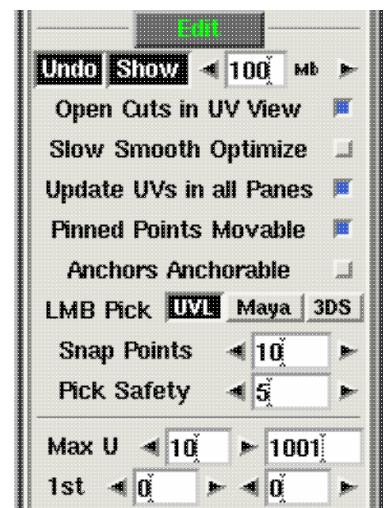 Edit
Undo Show 100 Mb
Open Cuts in UV View
Slow Smooth Optimize
Update UVs in all Panes
Pinned Points Movable
Anchors Anchorable
LMB Pick UVL Maya 3DS
Snap Points 10
Pick Safety 5
Max U 10 1001
1st 0 0